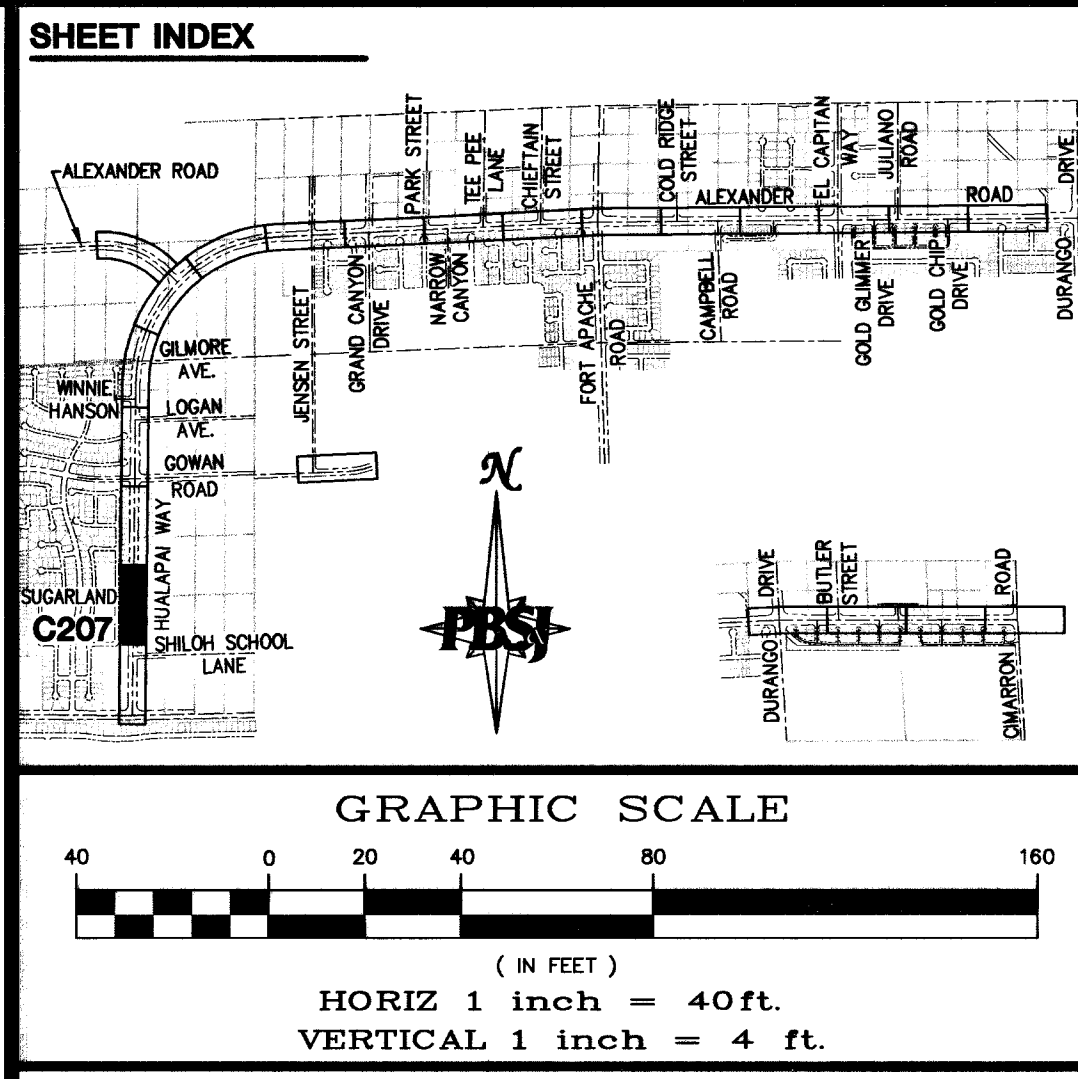 SHEET INDEX
ALEXANDER ROAD
PARK STREET
TEE PEE
LANE
CHIEFTAIN
STREET
COLD RIDGE
STREET
EL CAPITAN
WAY
JULIANO
ROAD
DRIVE
ALEXANDER
ROAD
JENSEN STREET
GRAND CANYON
DRIVE
NARROW
CANYON
FORT APACHE
ROAD
CAMPBELL
ROAD
GOLD GLIMMER
DRIVE
GOLD CHIP
DRIVE
DURANGO
GILMORE
AVE.
WINNIE
HANSON
LOGAN
AVE.
GOWAN
ROAD
HUALAPAI WAY
SUGARLAND
C207
SHILOH SCHOOL
LANE
N
PBSJ
DRIVE
BUTLER
STREET
ROAD
DURANGO
CIMARRON
GRAPHIC SCALE
40 0 20 40 80 160
( IN FEET )
HORIZ 1 inch = 40ft.
VERTICAL 1 inch = 4 ft.